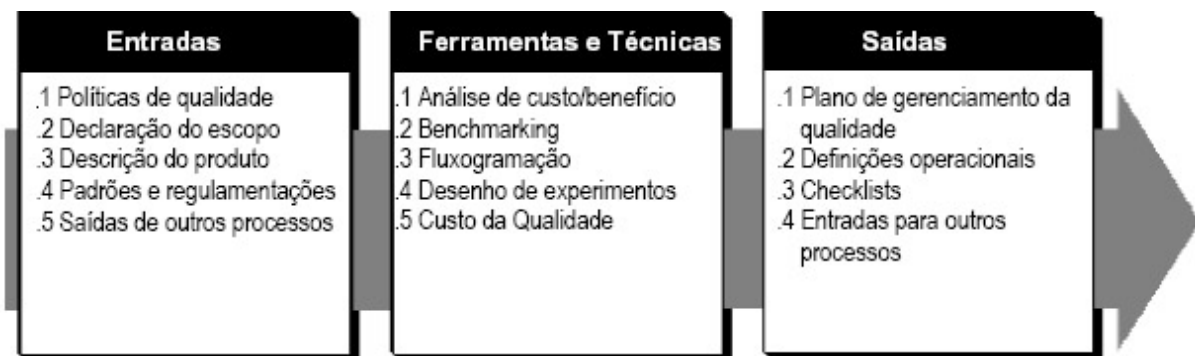 Entradas
.1 Políticas de qualidade
.2 Declaração do escopo
.3 Descrição do produto
.4 Padrões e regulamentações
.5 Saídas de outros processos
Ferramentas e Técnicas
.1 Análise de custo/benefício
.2 Benchmarking
.3 Fluxogramação
.4 Desenho de experimentos
.5 Custo da Qualidade
Saídas
.1 Plano de gerenciamento da
qualidade
.2 Definições operacionais
.3 Checklists
.4 Entradas para outros
processos